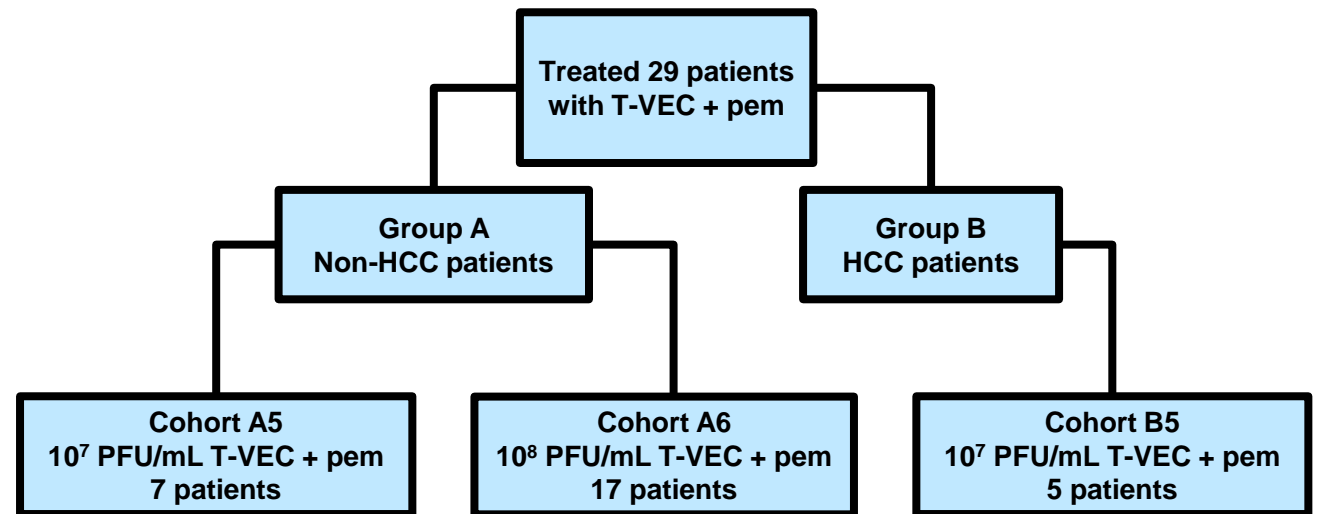 Treated 29 patients
with T-VEC + pem
Group A
Non-HCC patients
Group B
HCC patients
Cohort A5
10⁷ PFU/mL T-VEC + pem
7 patients
Cohort A6
10⁸ PFU/mL T-VEC + pem
17 patients
Cohort B5
10⁷ PFU/mL T-VEC + pem
5 patients